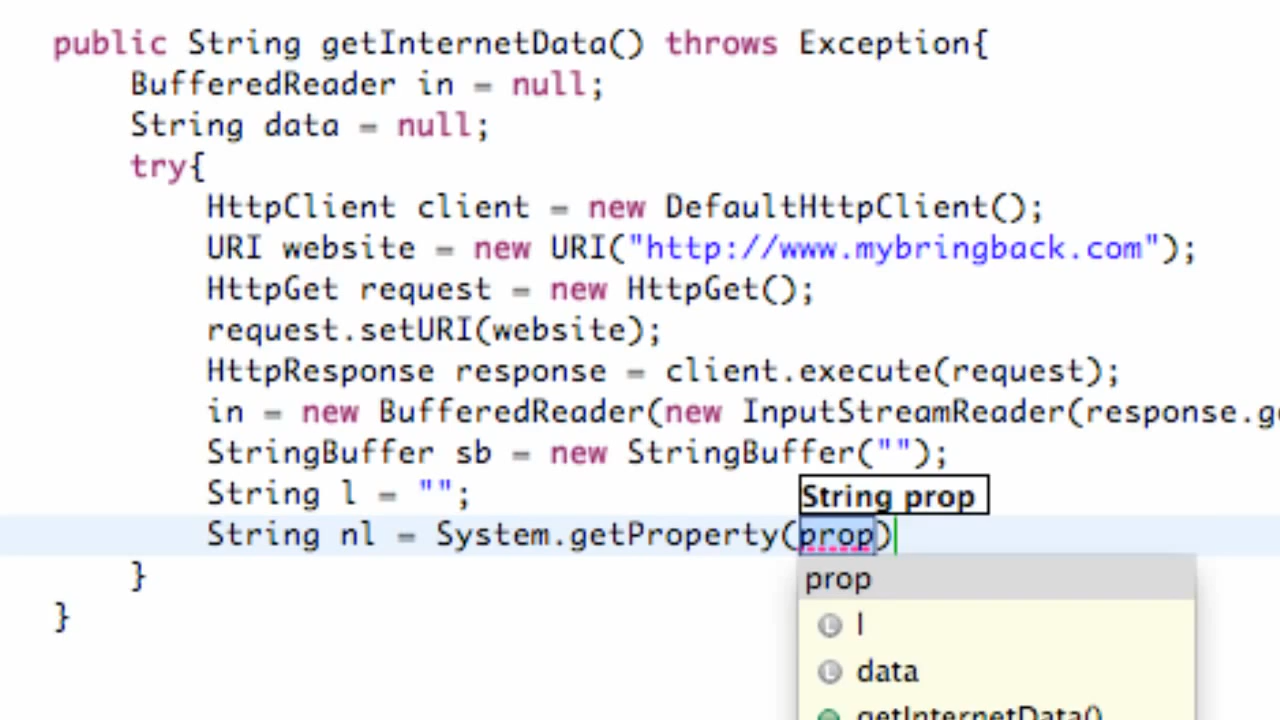 public String getInternetData() throws Exception{
BufferedReader in = null;
String data = null;
try{
HttpClient client = new DefaultHttpClient();
URI website = new URI("http://www.mybringback.com");
HttpGet request = new HttpGet();
request.setURI(website);
HttpResponse response = client.execute(request);
in = new BufferedReader(new InputStreamReader(response.ge
StringBuffer sb = new StringBuffer("");
String l = "";
String prop
String nl = System.getProperty(prop)
}
prop
}
l
data
getInternetData()